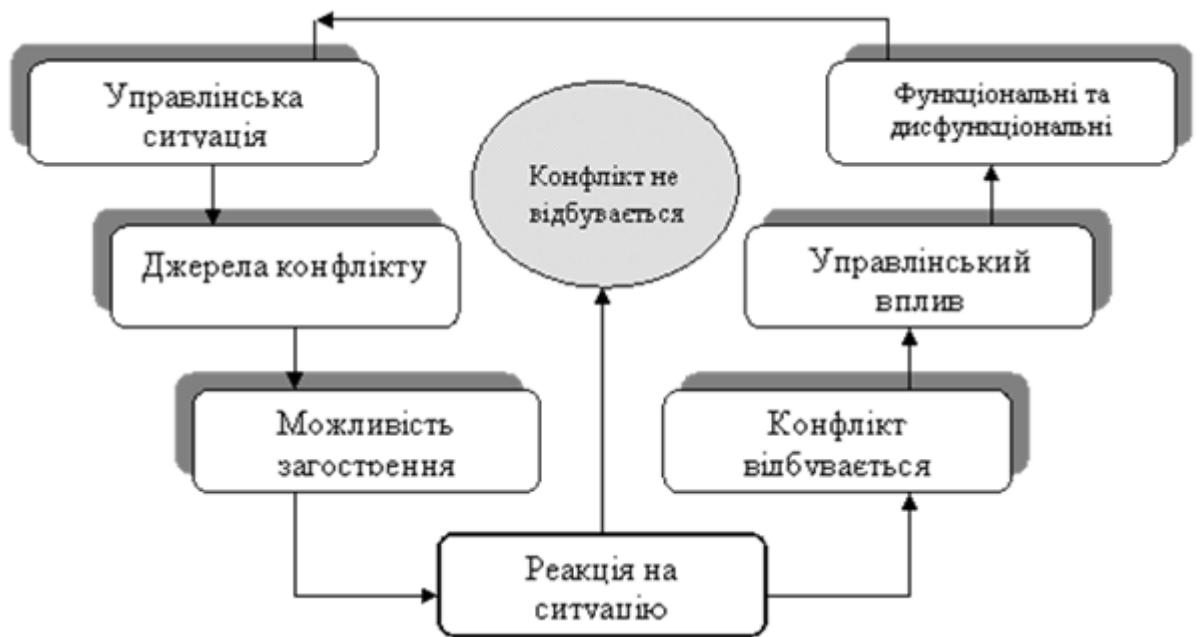 Управлінська
ситуація
Джерела конфлікту
Можливість
загострення
Реакція на
ситуацію
Конфлікт не
відбувається
Конфлікт
відбувається
Управлінський
вплив
Функціональні та
дисфункціональні